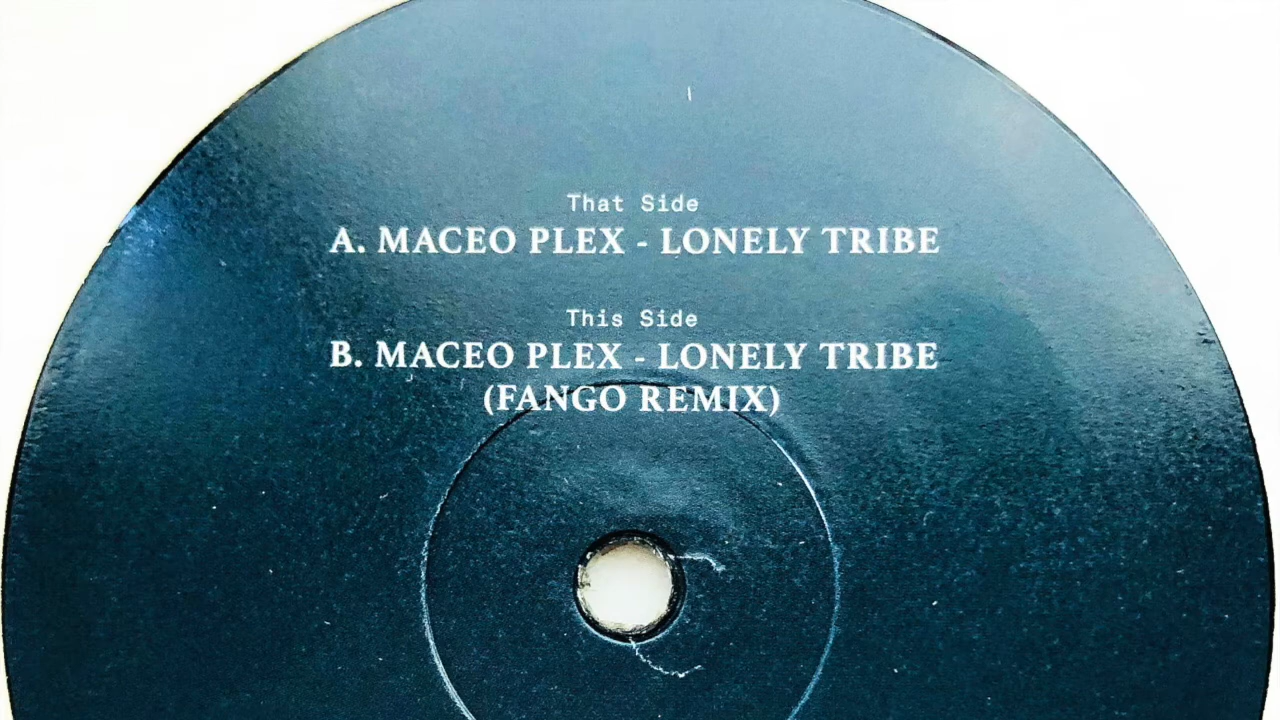 That Side
A. MACEO PLEX - LONELY TRIBE
This Side
B. MACEO PLEX - LONELY TRIBE
(FANGO REMIX)